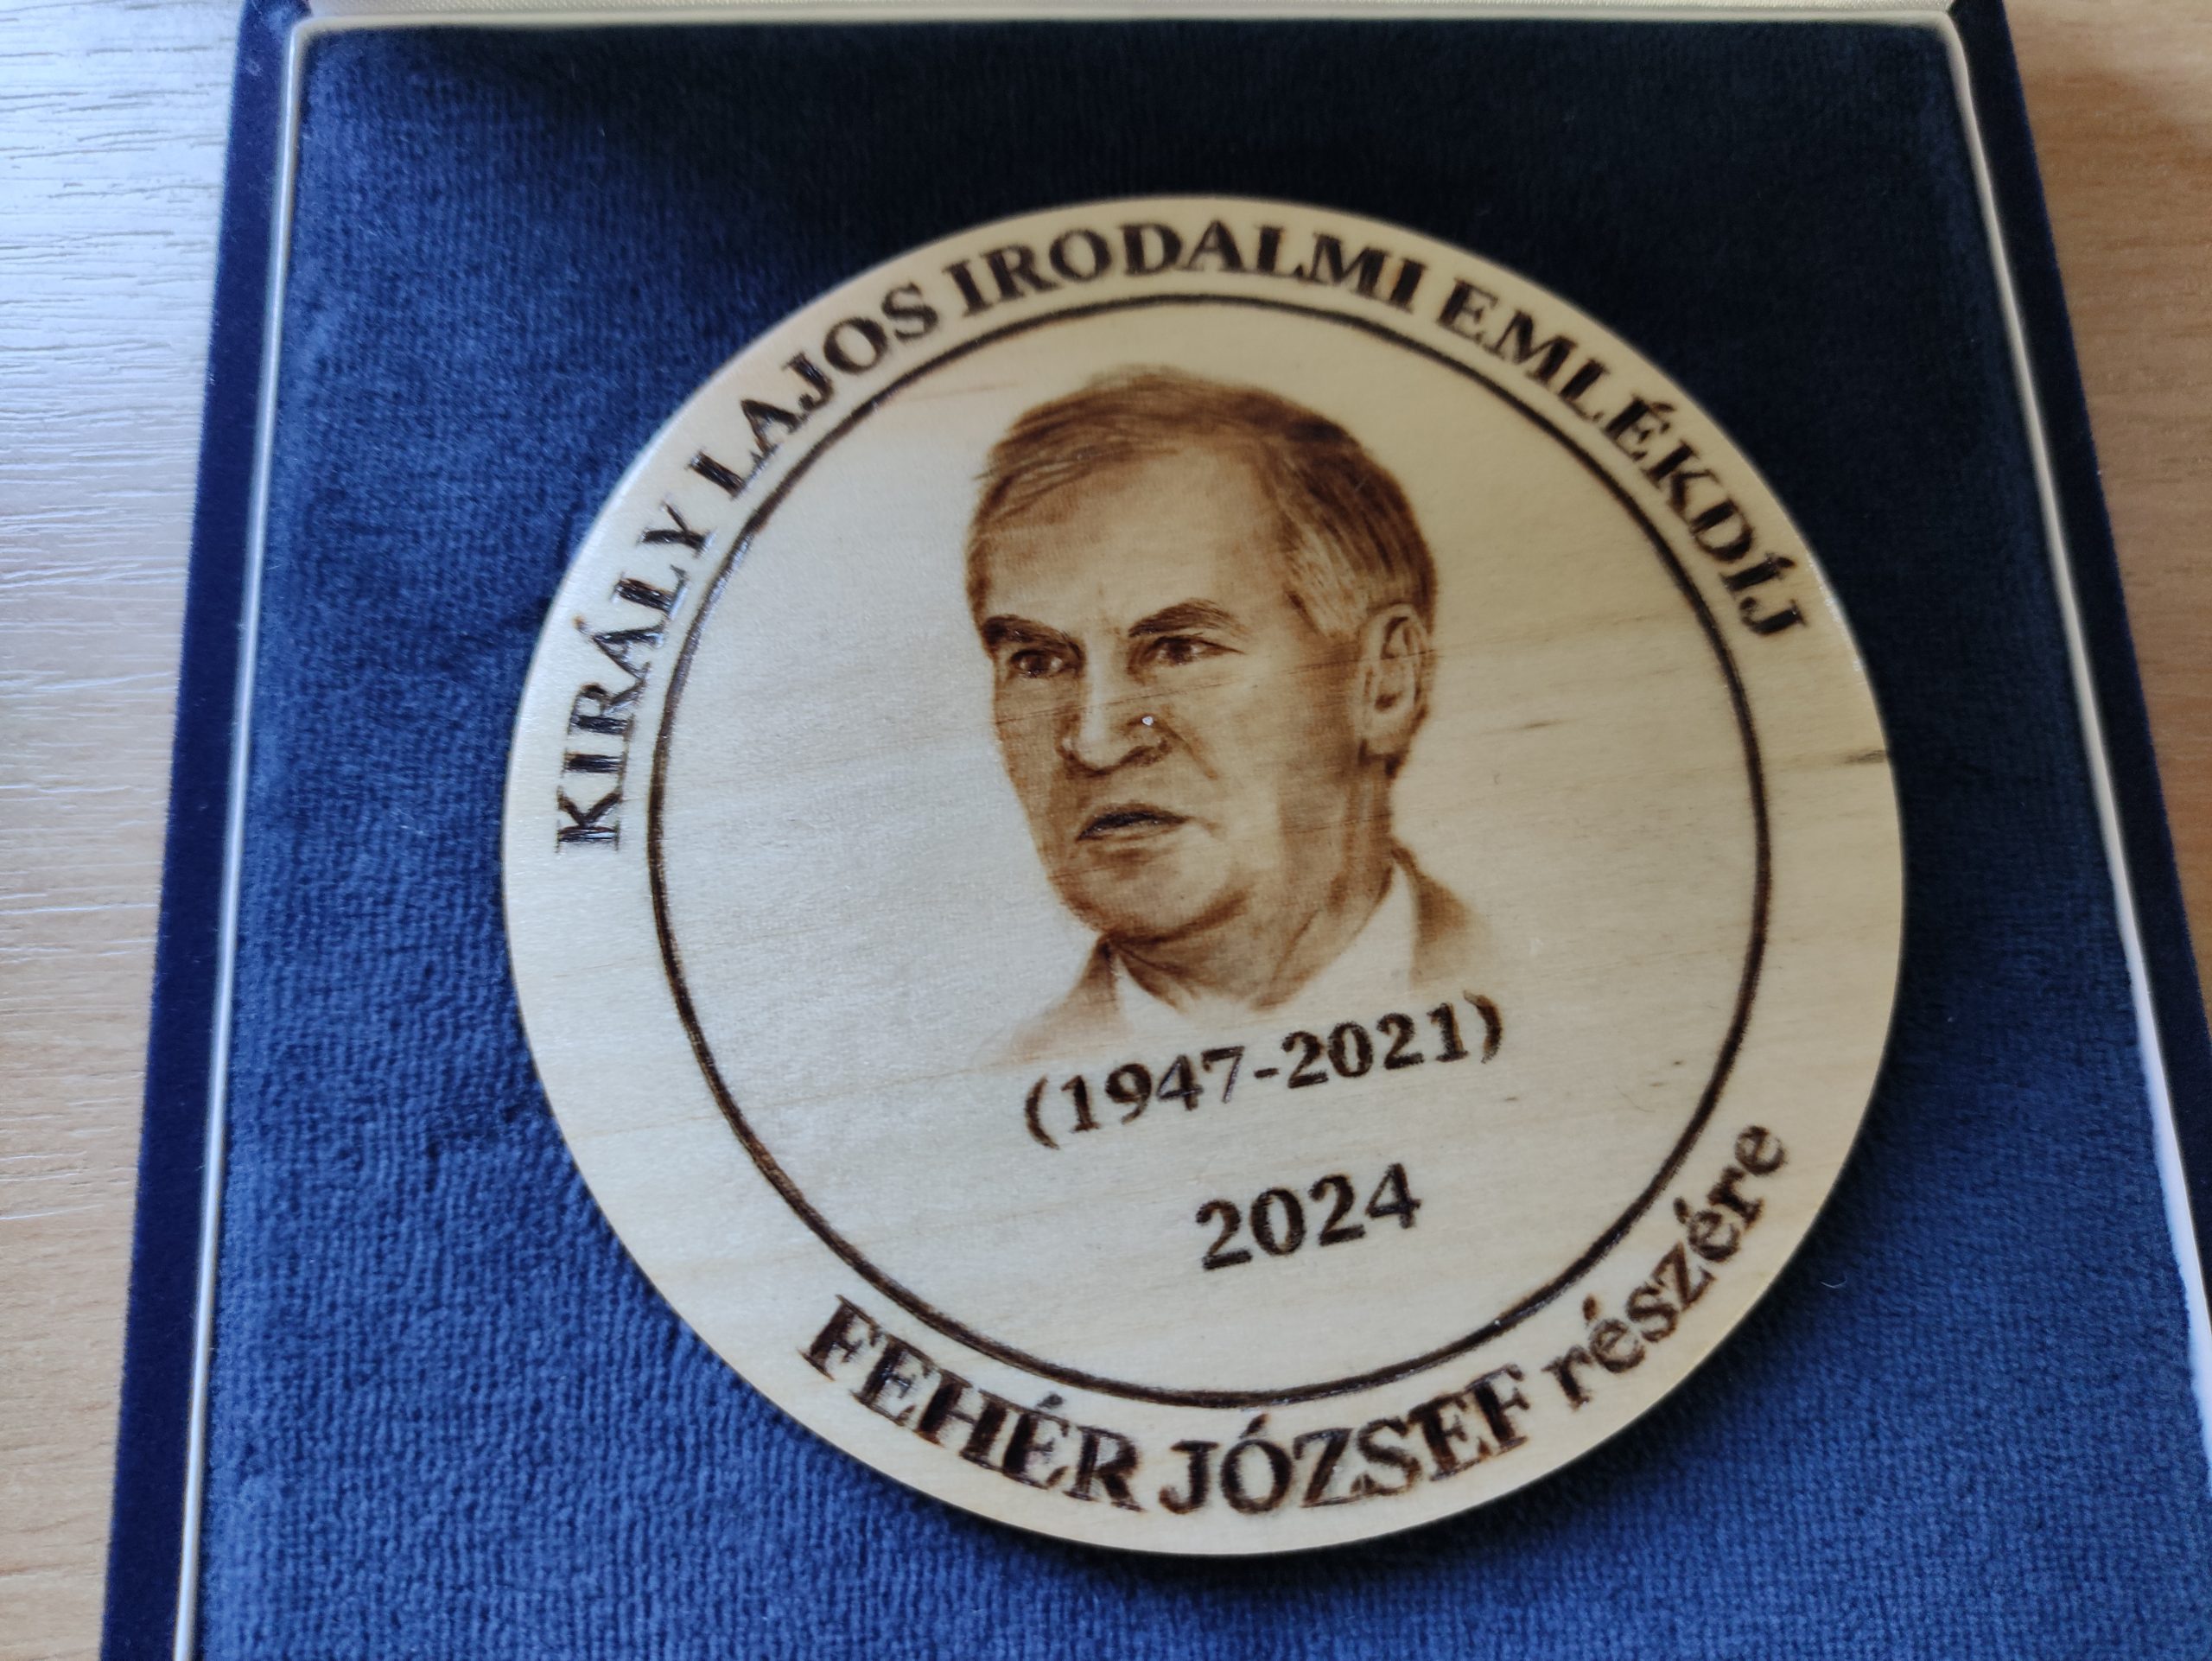 KIRÁLY LAJOS IRODALMI EMLÉKDÍJ
(1947-2021)
2024
FEHÉR JÓZSEF részére